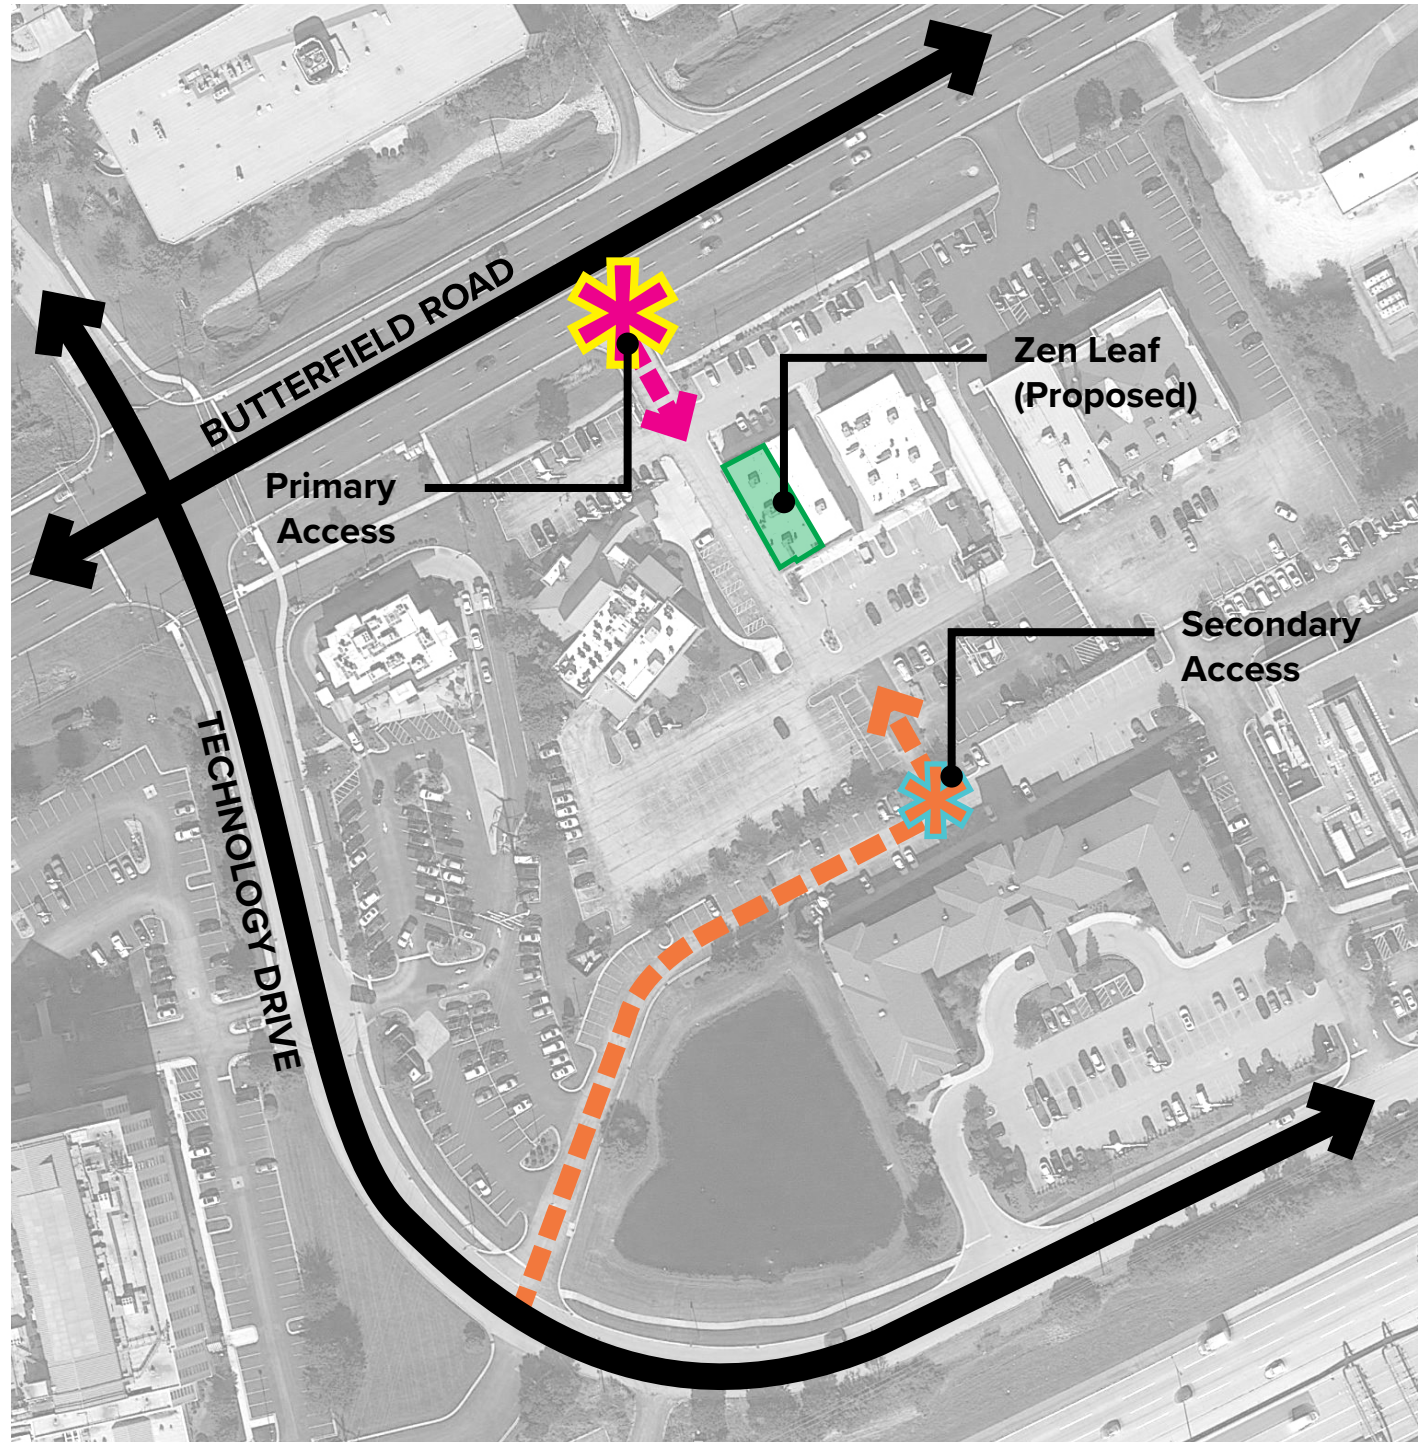 BUTTERFIELD ROAD
Zen Leaf
(Proposed)
Primary
Access
Secondary
Access
TECHNOLOGY DRIVE